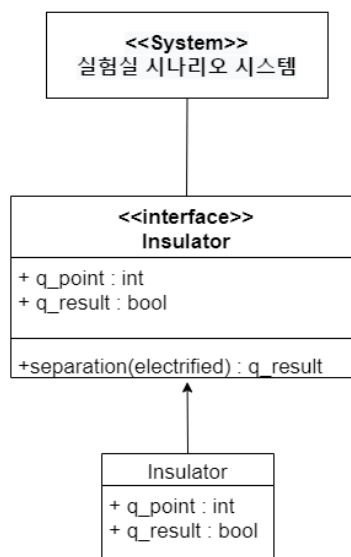 <<System>>
실험실 시나리오 시스템
<<interface>>
Insulator
+ q_point : int
+ q_result : bool
+separation(electrified) : q_result
Insulator
+ q_point : int
+ q_result : bool